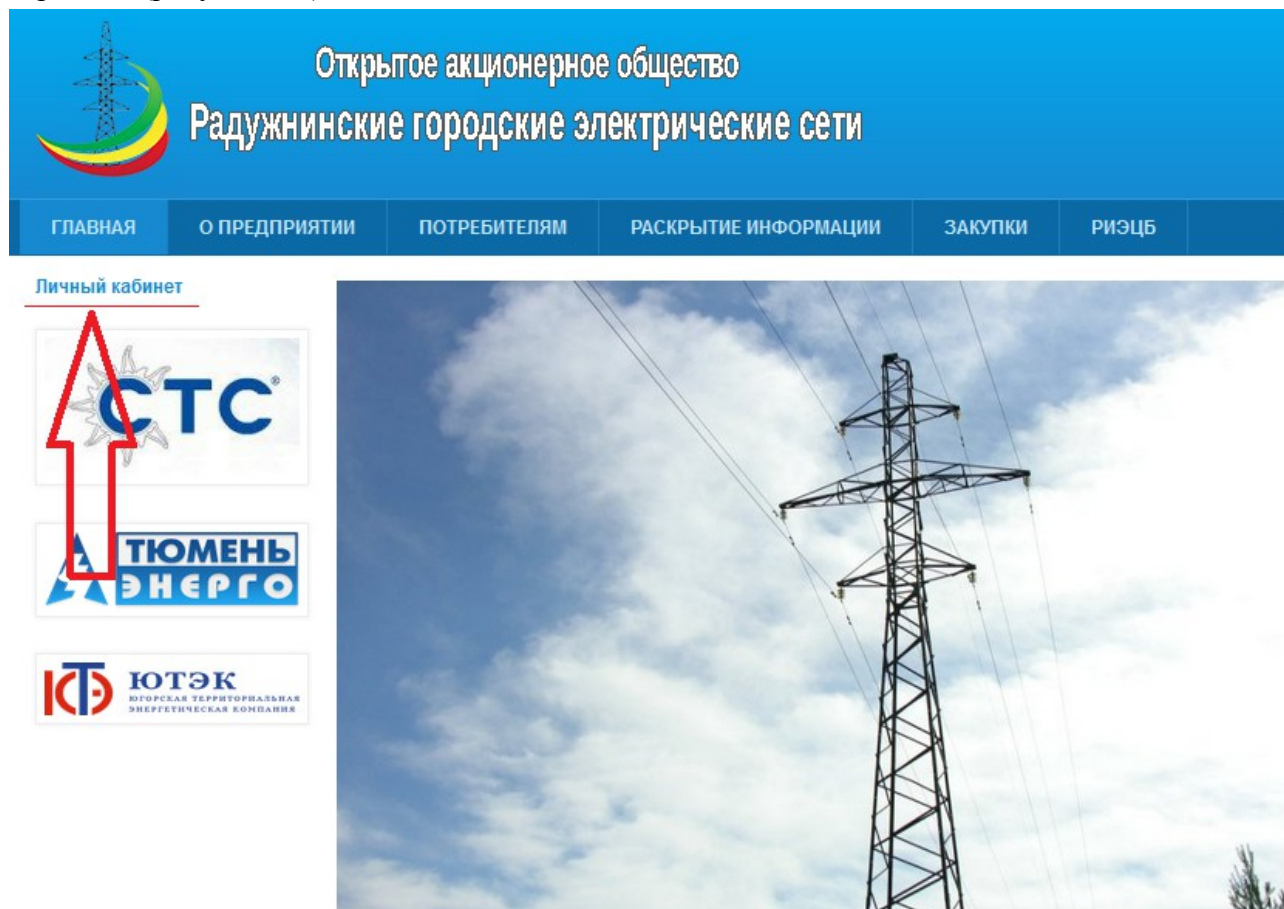 Открытое акционерное общество
Радужнинские городские электрические сети
ГЛАВНАЯ О ПРЕДПРИЯТИИ ПОТРЕБИТЕЛЯМ РАСКРЫТИЕ ИНФОРМАЦИИ ЗАКУПКИ РИЭЦБ
Личный кабинет
СТС®
ТЮМЕНЬ
ЭНЕРГО
ЮТЭК
ЮГОРСКАЯ ТЕРРИТОРИАЛЬНАЯ
ЭНЕРГЕТИЧЕСКАЯ КОМПАНИЯ